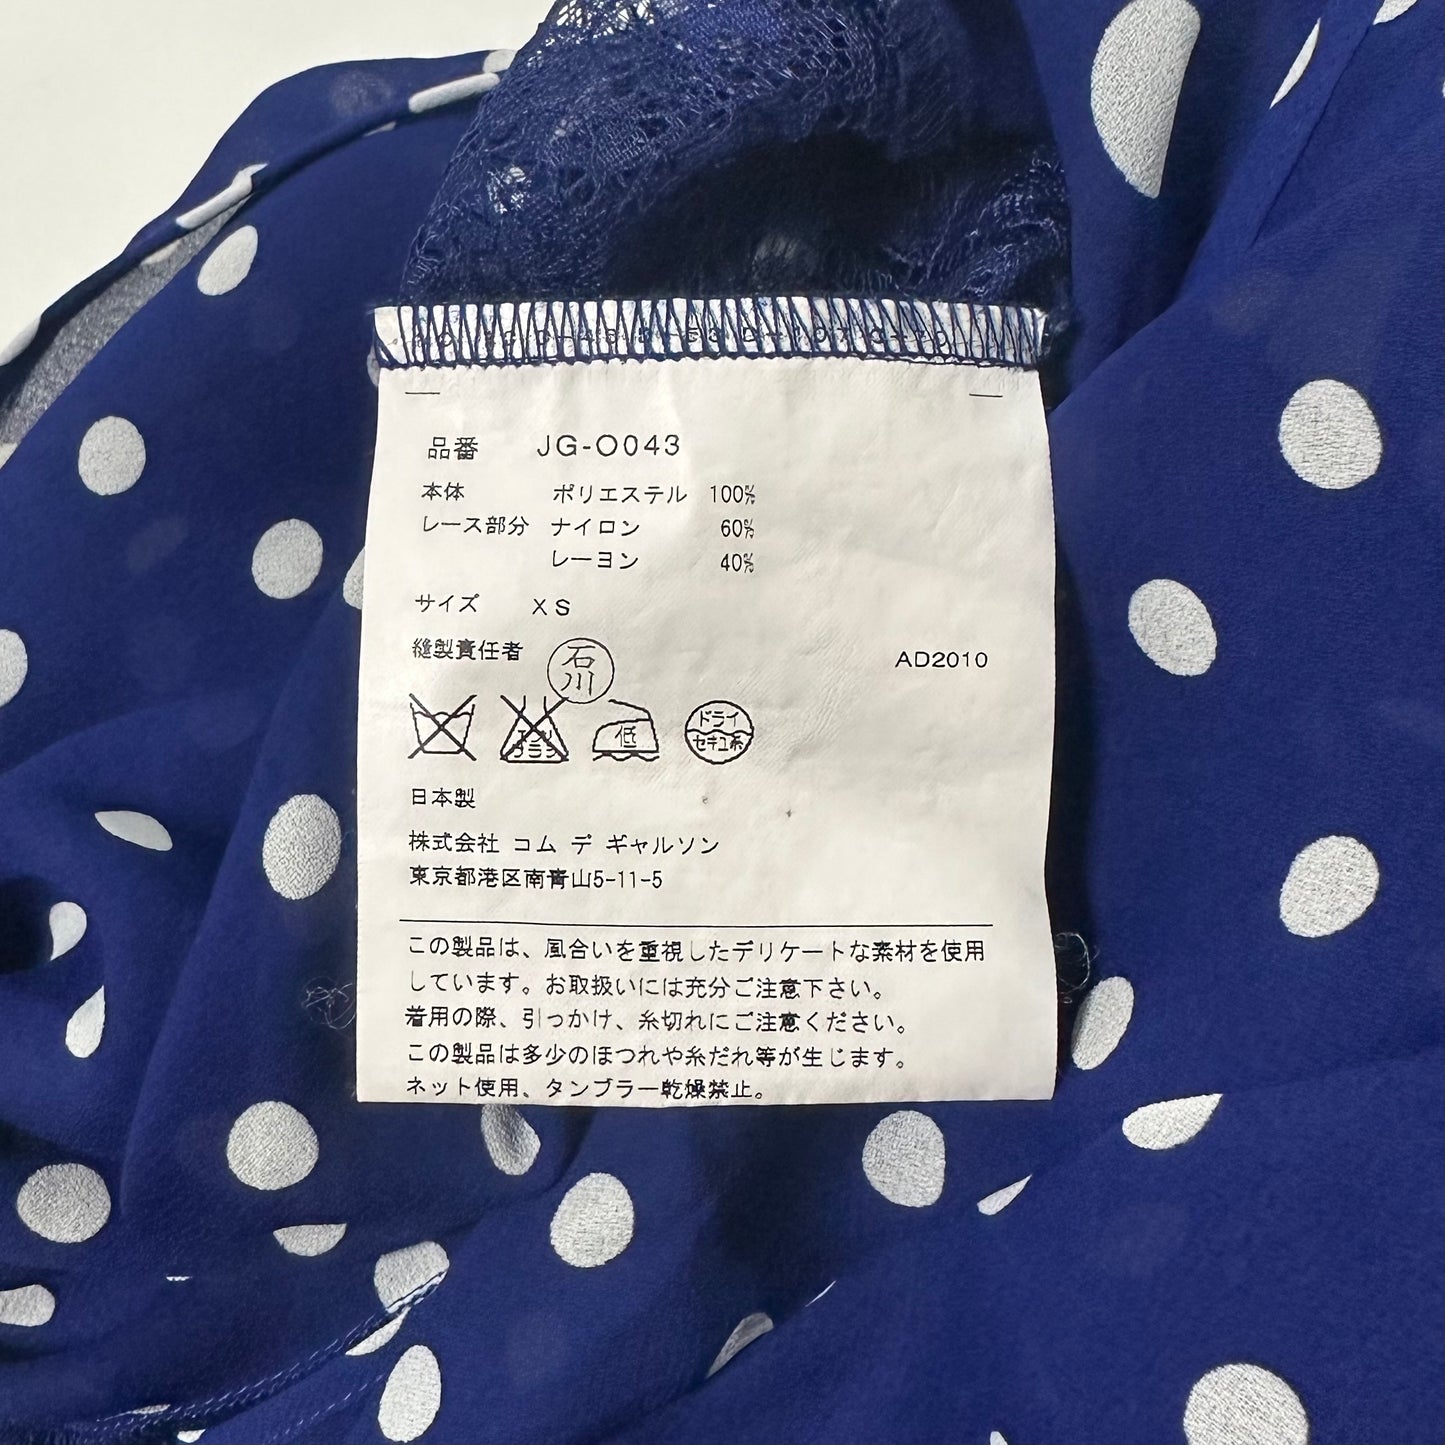 品番 JG-O043
本体 ポリエステル 100%
レース部分 ナイロン 60%
レーヨン 40%
サイズ XS
縫製責任者 石川
AD2010
低
ドライ
セキユ系
日本製
株式会社 コム デ ギャルソン
東京都港区南青山5-11-5
この製品は、風合いを重視したデリケートな素材を使用
しています。お取扱いには充分ご注意下さい。
着用の際、引っかけ、糸切れにご注意ください。
この製品は多少のほつれや糸だれ等が生じます。
ネット使用、タンブラー乾燥禁止。